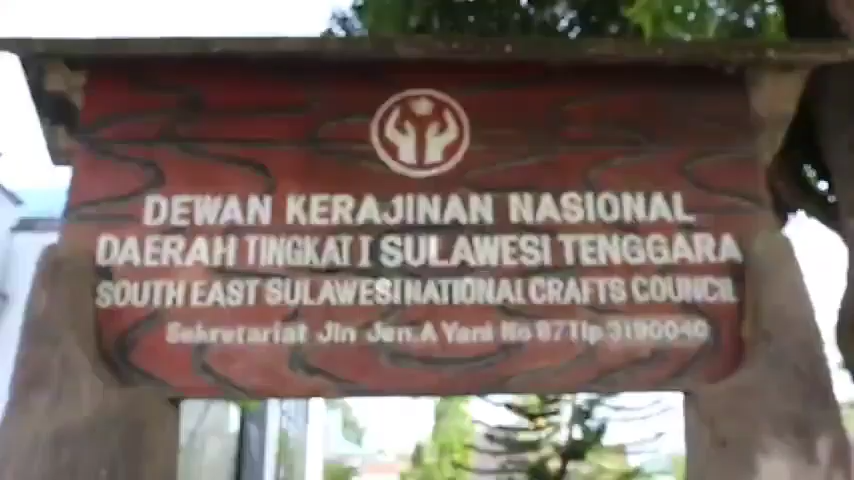 DEWAN KERAJINAN NASIONAL
DAERAH TINGKAT I SULAWESI TENGGARA
SOUTH EAST SULAWESI NATIONAL CRAFTS COUNCIL
Sekretariat Jln Jen. A Yani No 87 Tlp 3190040